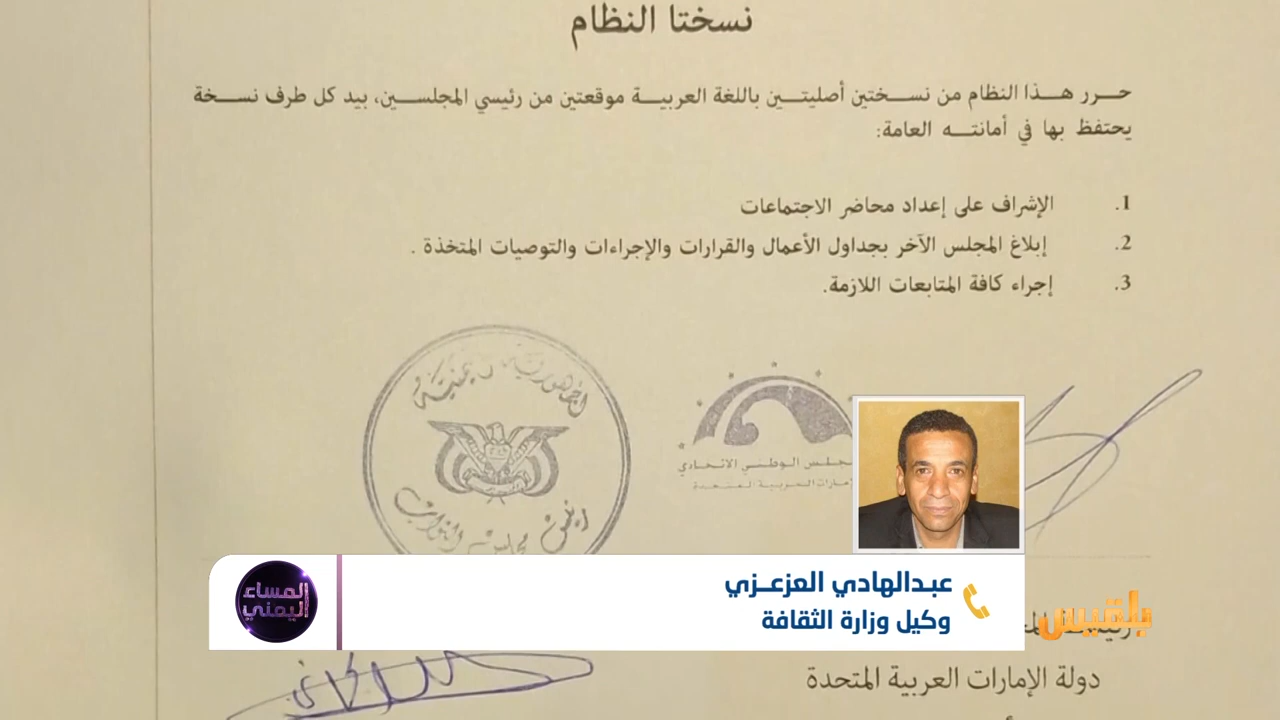 نسختا النظام
حرر هذا النظام من نسختين أصليتين باللغة العربية موقعتين من رئيسي المجلسين، بيد كل طرف نسخة
يحتفظ بها في أمانته العامة:
1. الإشراف على إعداد محاضر الاجتماعات
2. إبلاغ المجلس الآخر بجداول الأعمال والقرارات والإجراءات والتوصيات المتخذة .
3. إجراء كافة المتابعات اللازمة.
المجلس الوطني الاتحادي
الإمارات العربية المتحدة
المساء
اليمني
عبدالهادي العزعزي
وكيل وزارة الثقافة
بلقيس
دولة الإمارات العربية المتحدة